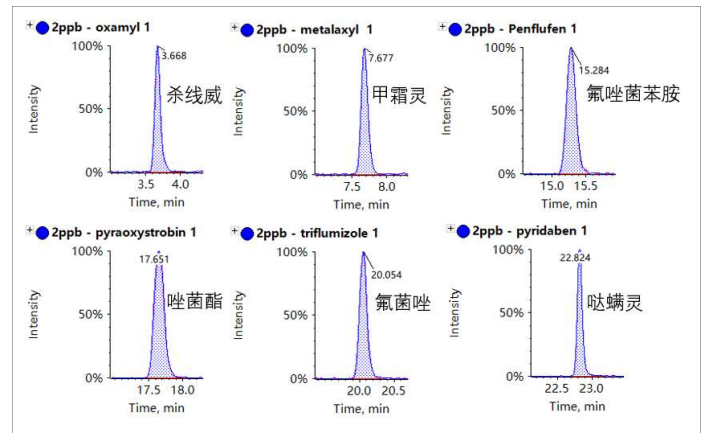 2ppb - oxamyl 1
100%
3.668
杀线威
50%
Intensity
0%
3.5 4.0
Time, min
2ppb - metalaxyl 1
100%
7.677
甲霜灵
50%
Intensity
0%
7.5 8.0
Time, min
2ppb - Penflufen 1
100%
15.284
氟唑菌苯胺
50%
Intensity
0%
15.0 15.5
Time, min
2ppb - pyraoxystrobin 1
100%
17.651
唑菌酯
50%
Intensity
0%
17.5 18.0
Time, min
2ppb - triflumizole 1
100%
20.054
氟菌唑
50%
Intensity
0%
20.0 20.5
Time, min
2ppb - pyridaben 1
100%
22.824
哒螨灵
50%
Intensity
0%
22.5 23.0
Time, min